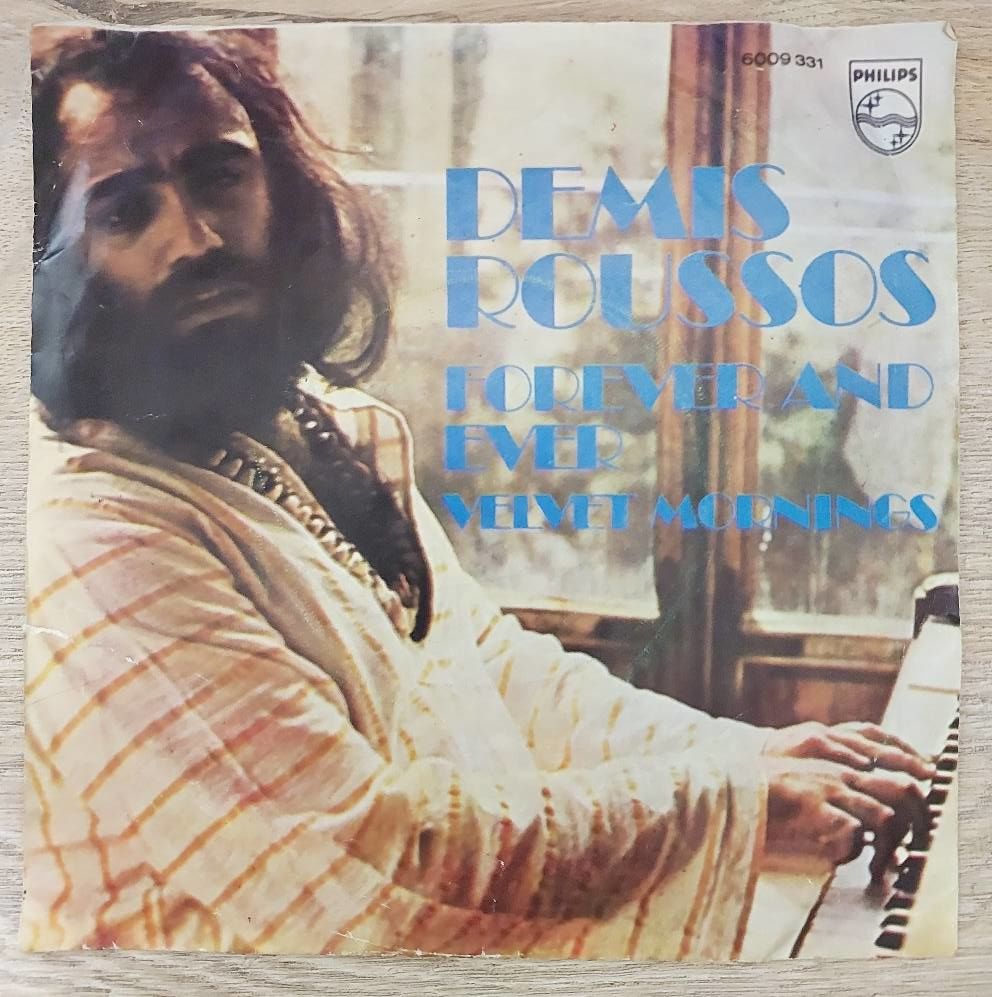 6009 331
PHILIPS
DEMIS
ROUSSOS
FOREVER AND
EVER
VELVET MORNINGS